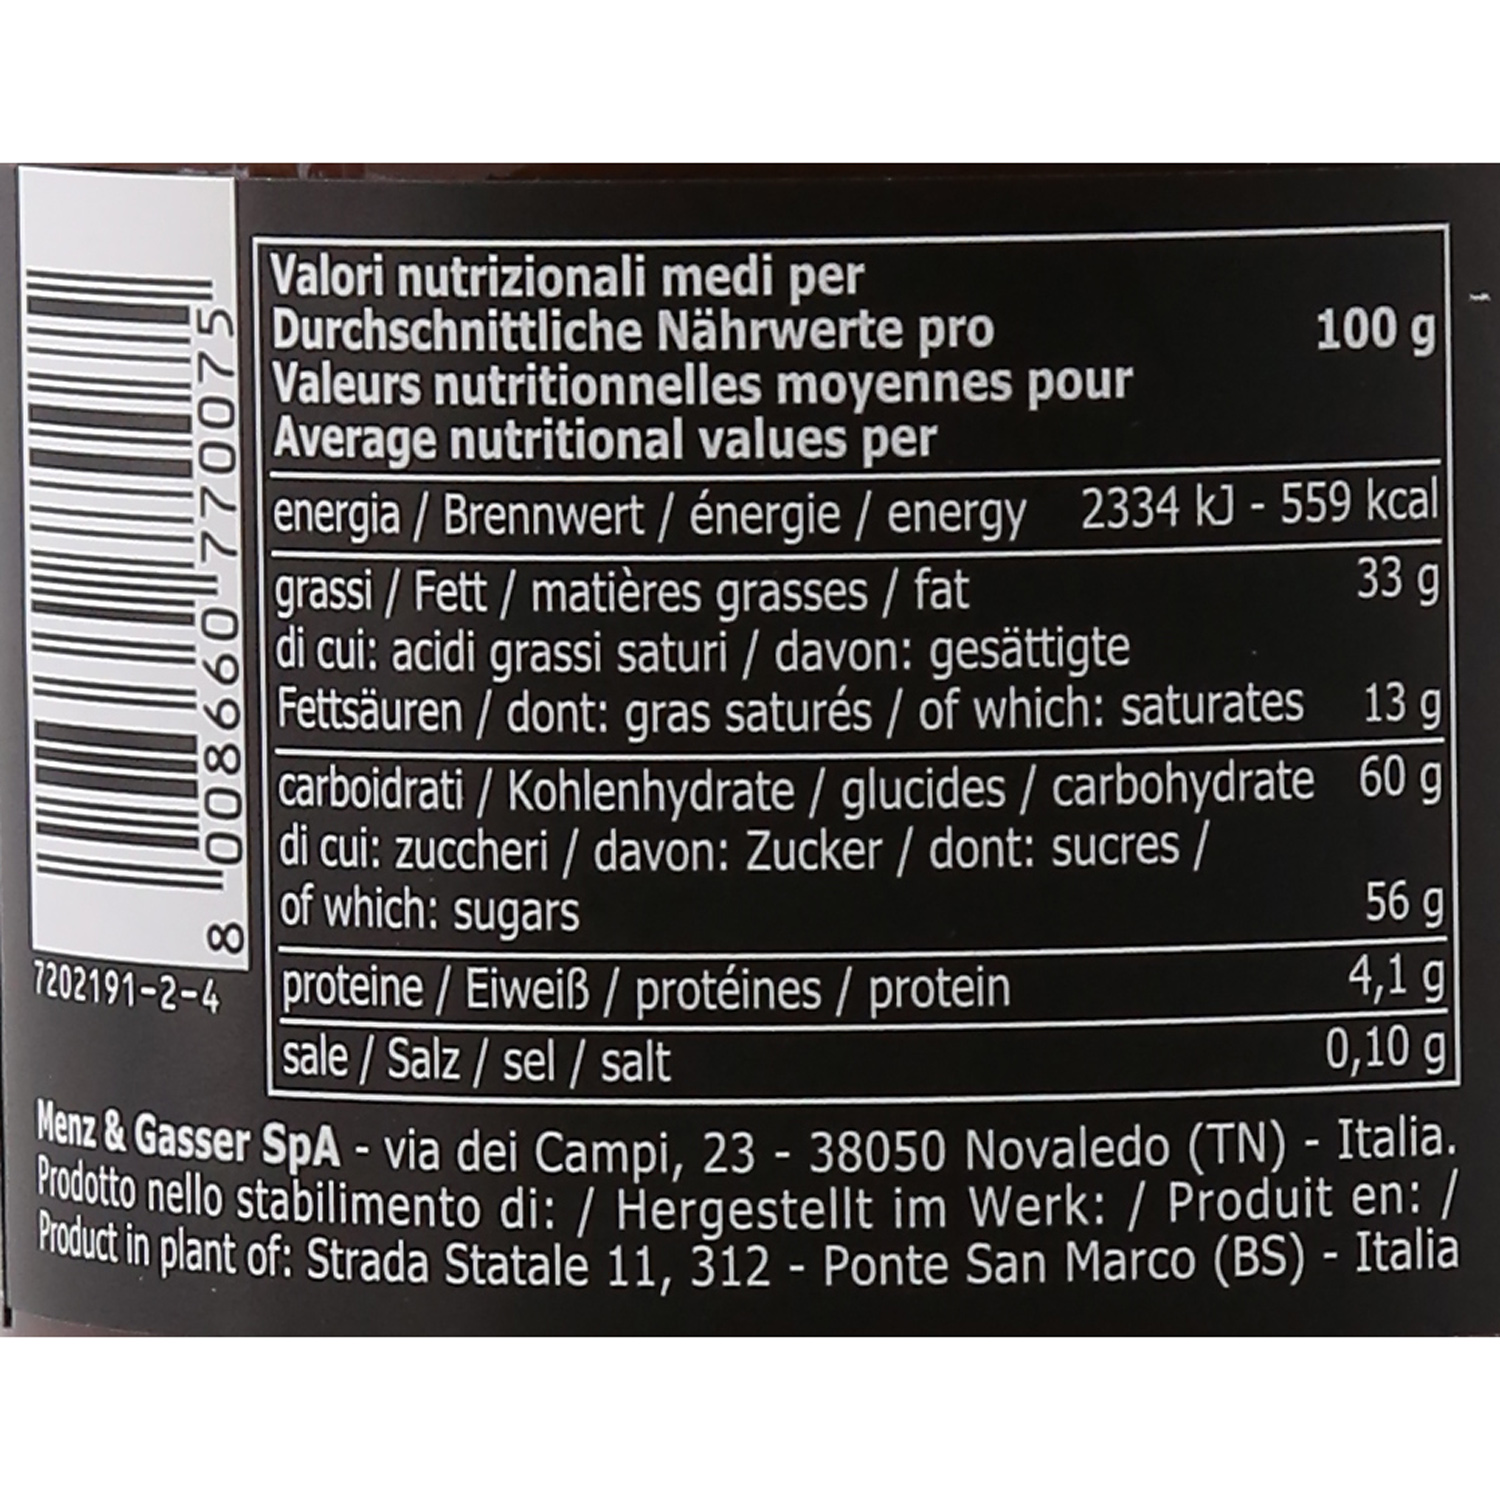 8 008660 770075
7202191-2-4
Valori nutrizionali medi per
Durchschnittliche Nährwerte pro 100 g
Valeurs nutritionnelles moyennes pour
Average nutritional values per
energia / Brennwert / énergie / energy 2334 kJ - 559 kcal
grassi / Fett / matières grasses / fat 33 g
di cui: acidi grassi saturi / davon: gesättigte
Fettsäuren / dont: gras saturés / of which: saturates 13 g
carboidrati / Kohlenhydrate / glucides / carbohydrate 60 g
di cui: zuccheri / davon: Zucker / dont: sucres /
of which: sugars 56 g
proteine / Eiweiß / protéines / protein 4,1 g
sale / Salz / sel / salt 0,10 g
Menz & Gasser SpA - via dei Campi, 23 - 38050 Novaledo (TN) - Italia.
Prodotto nello stabilimento di: / Hergestellt im Werk: / Produit en: /
Product in plant of: Strada Statale 11, 312 - Ponte San Marco (BS) - Italia